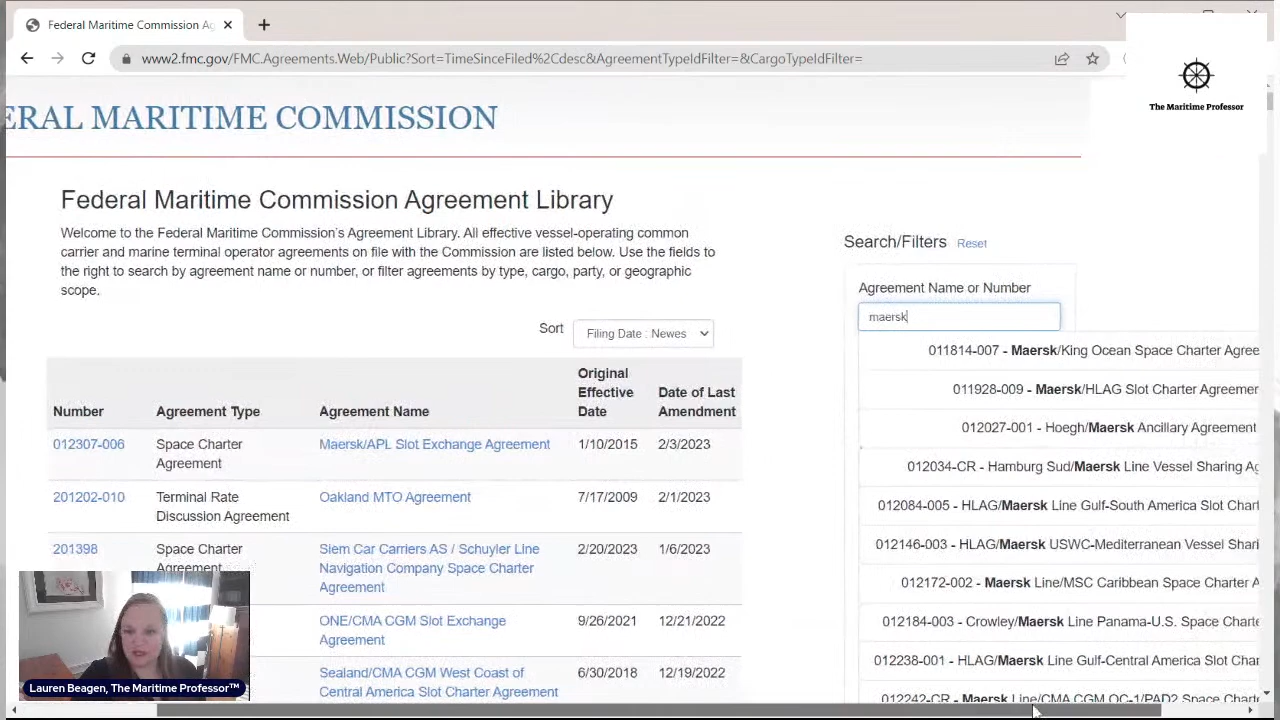 Federal Maritime Commission Ag
www2.fmc.gov/FMC.Agreements.Web/Public?Sort=TimeSinceFiled%2Cdesc&AgreementTypeIdFilter=&CargoTypeIdFilter=
The Maritime Professor
ERAL MARITIME COMMISSION
Federal Maritime Commission Agreement Library
Welcome to the Federal Maritime Commission's Agreement Library. All effective vessel-operating common
carrier and marine terminal operator agreements on file with the Commission are listed below. Use the fields to
the right to search by agreement name or number, or filter agreements by type, cargo, party, or geographic
scope.
Sort Filing Date : Newes
Number Agreement Type Agreement Name Original Effective Date Date of Last Amendment
012307-006 Space Charter Agreement Maersk/APL Slot Exchange Agreement 1/10/2015 2/3/2023
201202-010 Terminal Rate Discussion Agreement Oakland MTO Agreement 7/17/2009 2/1/2023
201398 Space Charter Agreement Siem Car Carriers AS / Schuyler Line Navigation Company Space Charter Agreement 2/20/2023 1/6/2023
ONE/CMA CGM Slot Exchange Agreement 9/26/2021 12/21/2022
Sealand/CMA CGM West Coast of Central America Slot Charter Agreement 6/30/2018 12/19/2022
Search/Filters Reset
Agreement Name or Number
maersk
011814-007 - Maersk/King Ocean Space Charter Agree
011928-009 - Maersk/HLAG Slot Charter Agreemen
012027-001 - Hoegh/Maersk Ancillary Agreement
012034-CR - Hamburg Sud/Maersk Line Vessel Sharing Ag
012084-005 - HLAG/Maersk Line Gulf-South America Slot Chart
012146-003 - HLAG/Maersk USWC-Mediterranean Vessel Shari
012172-002 - Maersk Line/MSC Caribbean Space Charter A
012184-003 - Crowley/Maersk Line Panama-U.S. Space Charte
012238-001 - HLAG/Maersk Line Gulf-Central America Slot Char
012242-CR - Maersk Line/CMA CGM OC-1/PAD2 Space Chart
Lauren Beagen, The Maritime Professor™